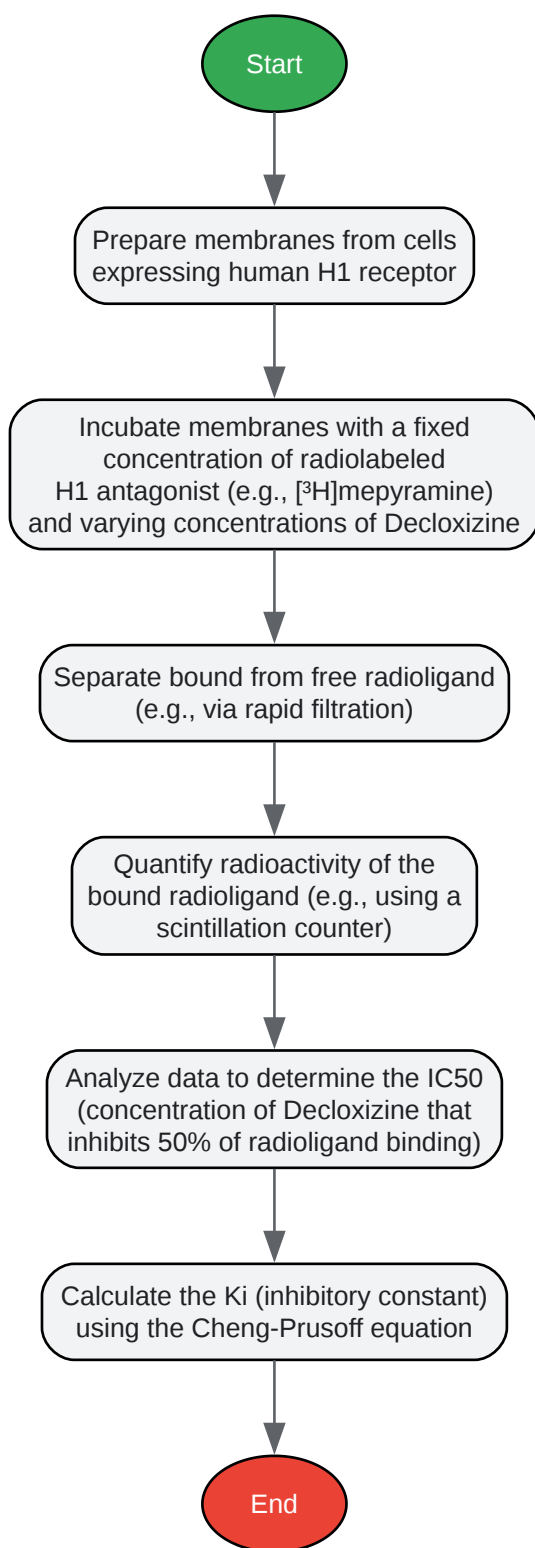 Start
Prepare membranes from cells
expressing human H1 receptor
Incubate membranes with a fixed
concentration of radiolabeled
H1 antagonist (e.g., [³H]mepyramine)
and varying concentrations of Decloxizine
Separate bound from free radioligand
(e.g., via rapid filtration)
Quantify radioactivity of the
bound radioligand (e.g., using a
scintillation counter)
Analyze data to determine the IC50
(concentration of Decloxizine that
inhibits 50% of radioligand binding)
Calculate the Ki (inhibitory constant)
using the Cheng-Prusoff equation
End